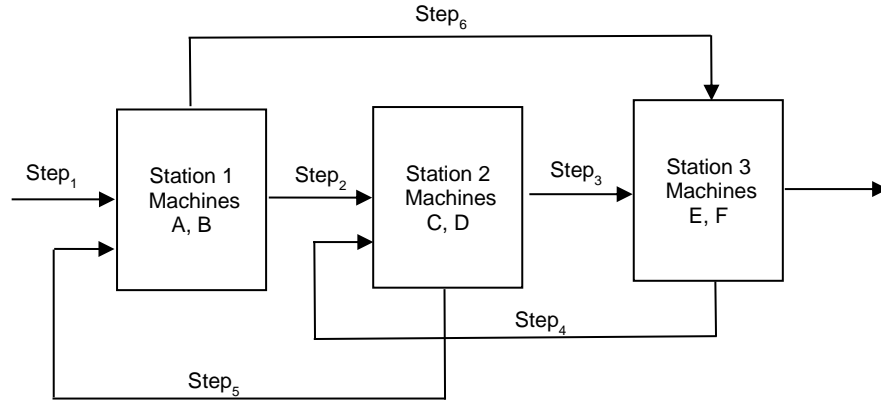 Step₆
Step₁
Station 1
Machines
A, B
Step₂
Station 2
Machines
C, D
Step₃
Station 3
Machines
E, F
Step₄
Step₅